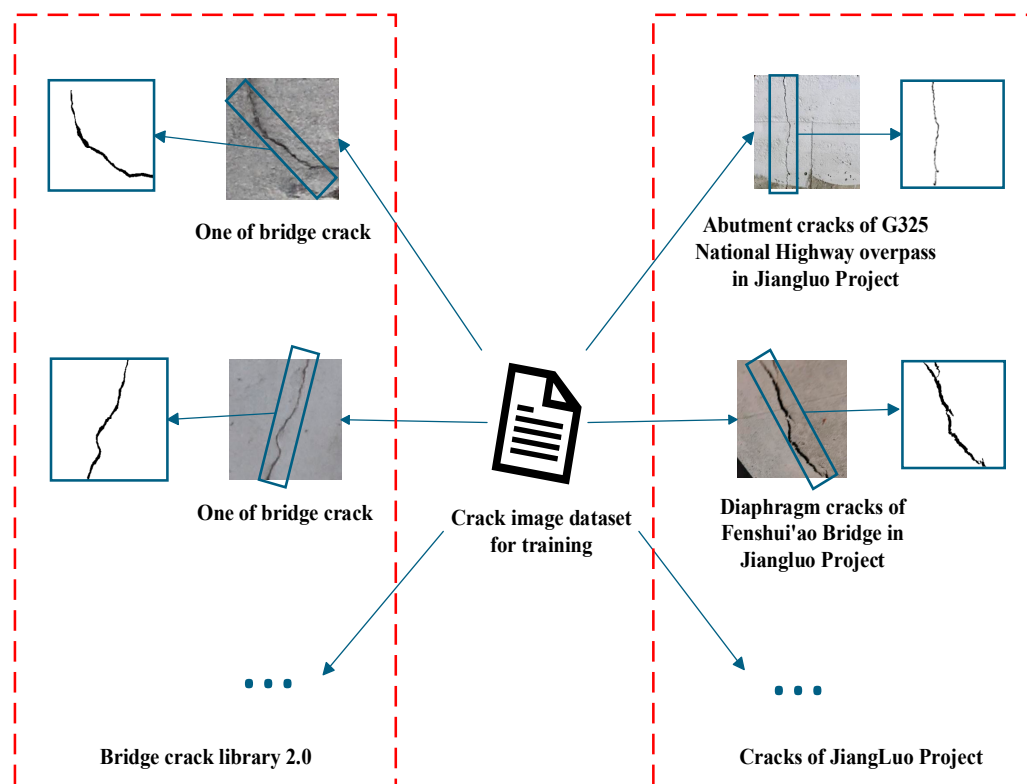 One of bridge crack
Abutment cracks of G325
National Highway overpass
in Jiangluo Project
One of bridge crack
Crack image dataset
for training
Diaphragm cracks of
Fenshui'ao Bridge in
Jiangluo Project
Bridge crack library 2.0
Cracks of JiangLuo Project